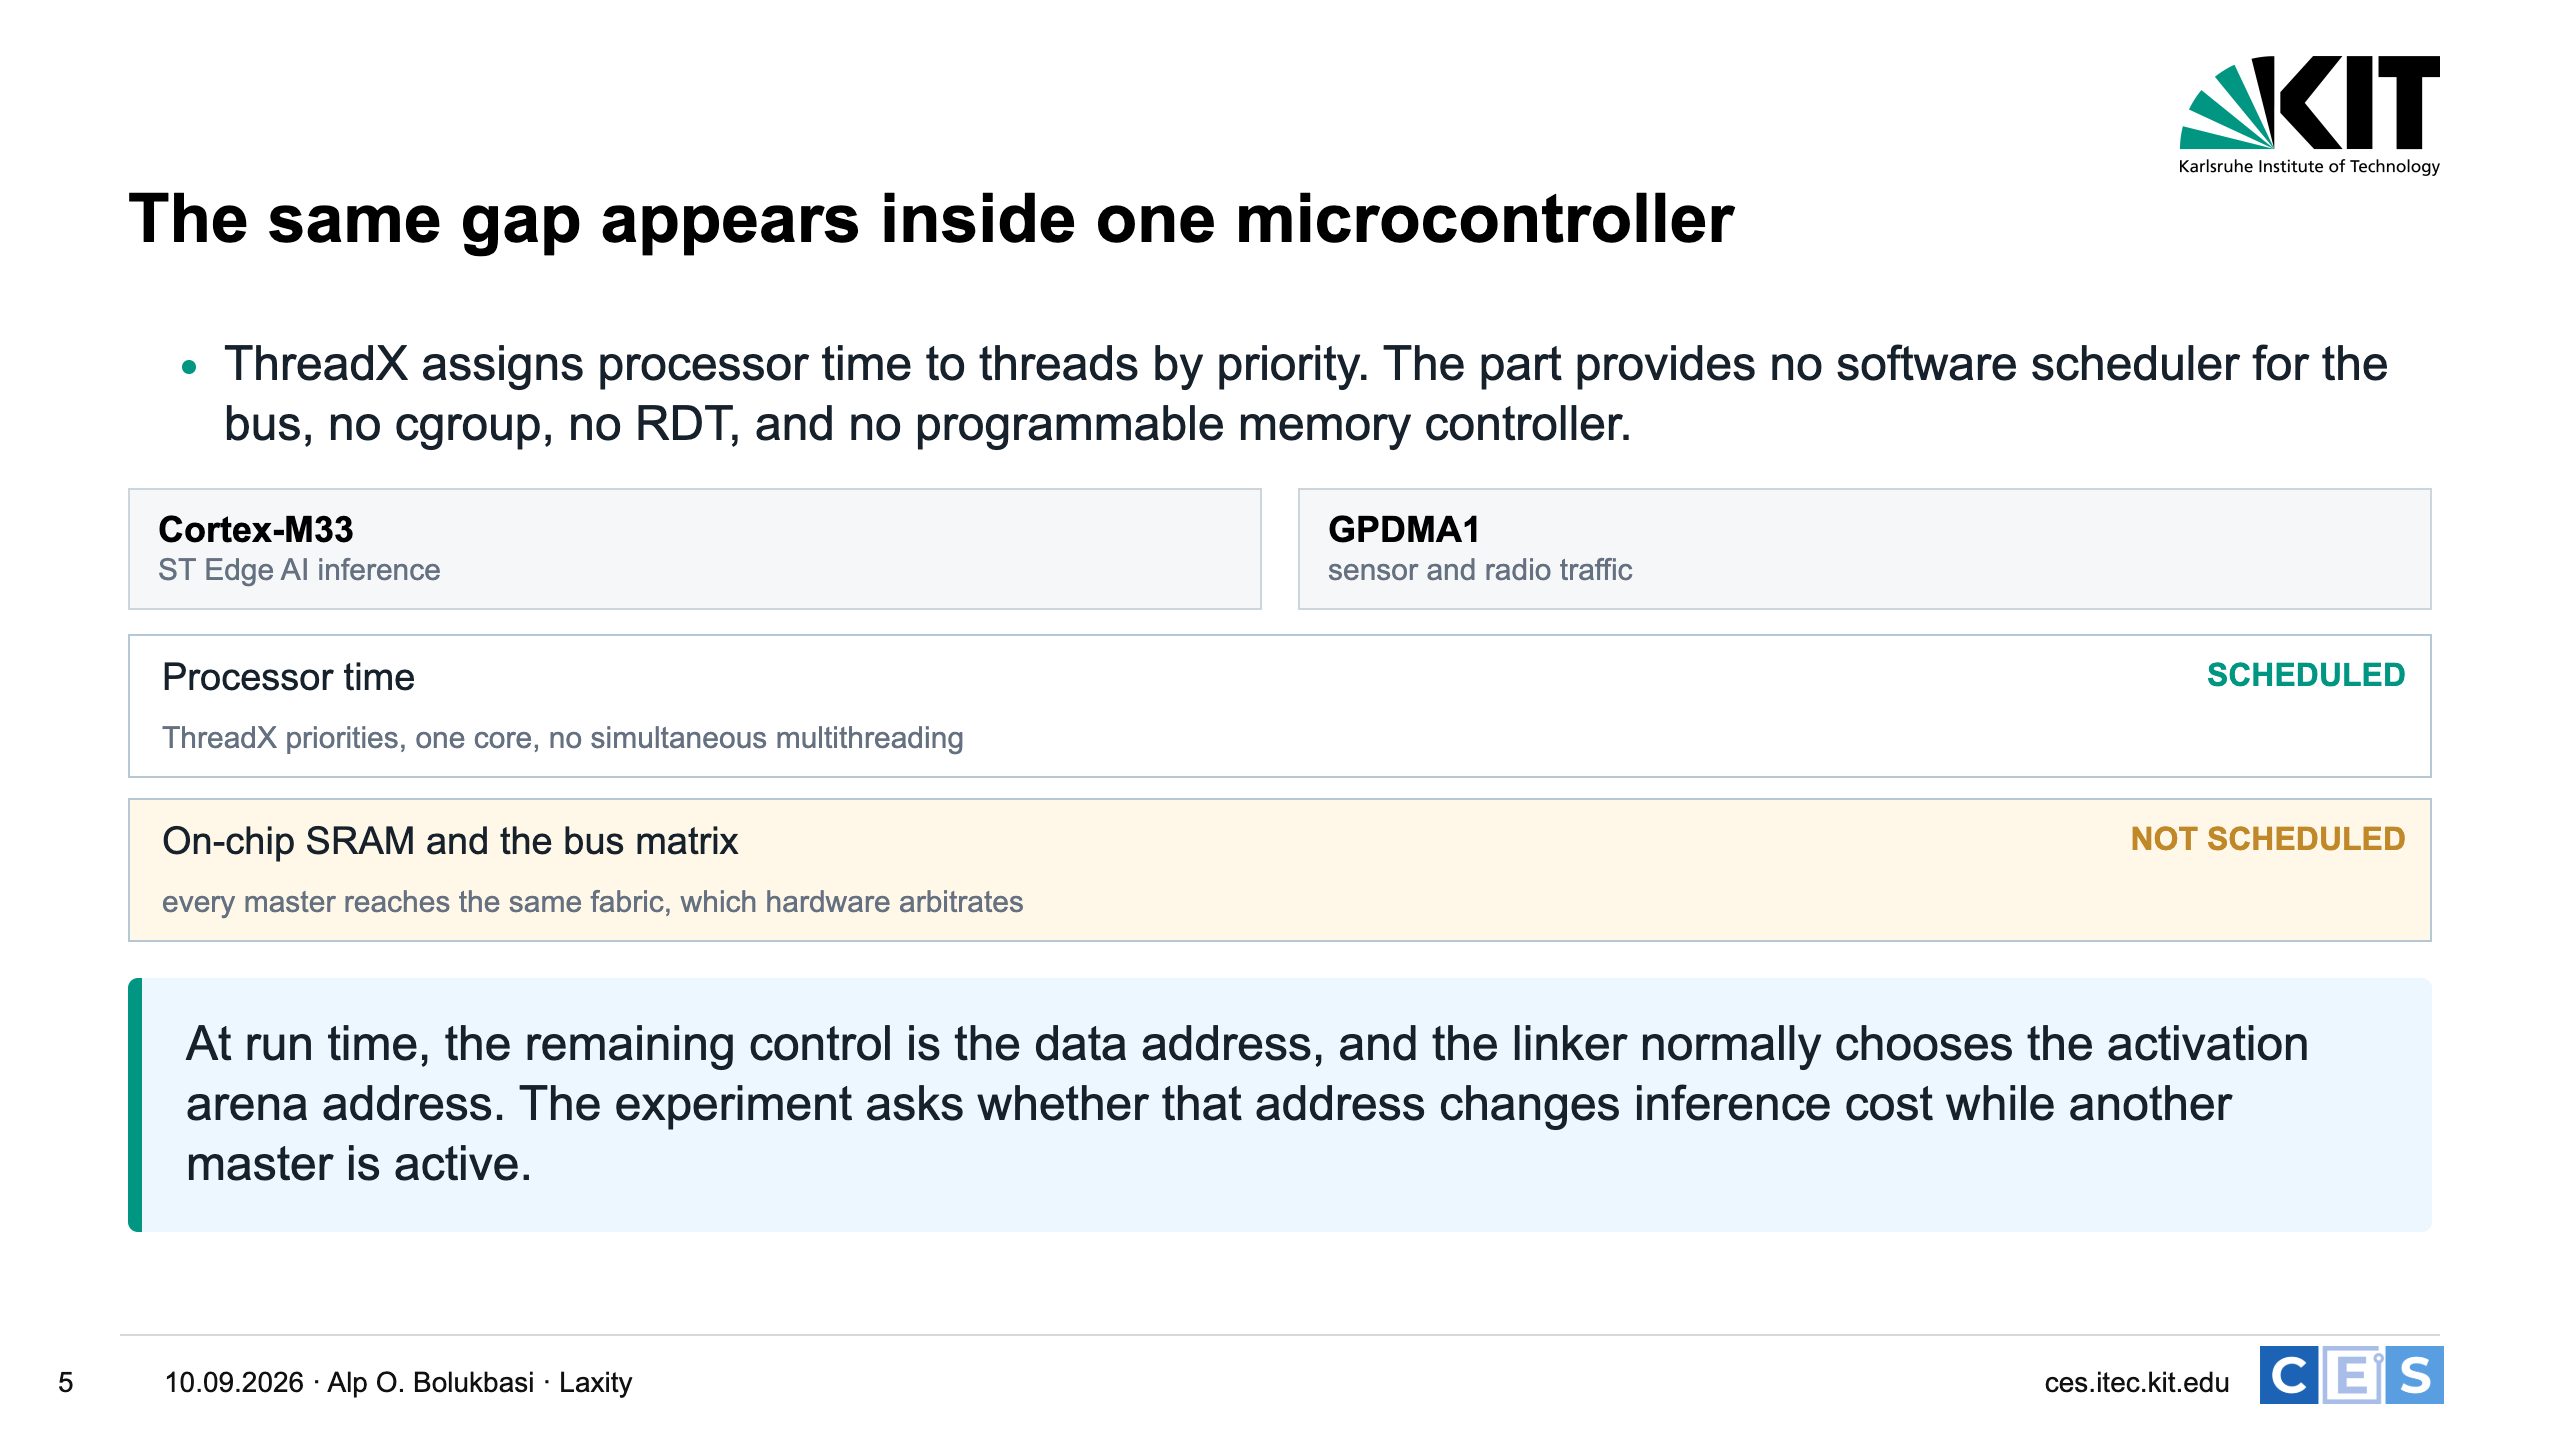 KIT
Karlsruhe Institute of Technology
The same gap appears inside one microcontroller
• ThreadX assigns processor time to threads by priority. The part provides no software scheduler for the
bus, no cgroup, no RDT, and no programmable memory controller.
Cortex-M33
ST Edge AI inference
GPDMA1
sensor and radio traffic
Processor time
SCHEDULED
ThreadX priorities, one core, no simultaneous multithreading
On-chip SRAM and the bus matrix
NOT SCHEDULED
every master reaches the same fabric, which hardware arbitrates
At run time, the remaining control is the data address, and the linker normally chooses the activation
arena address. The experiment asks whether that address changes inference cost while another
master is active.
5
10.09.2026 · Alp O. Bolukbasi · Laxity
ces.itec.kit.edu
CES